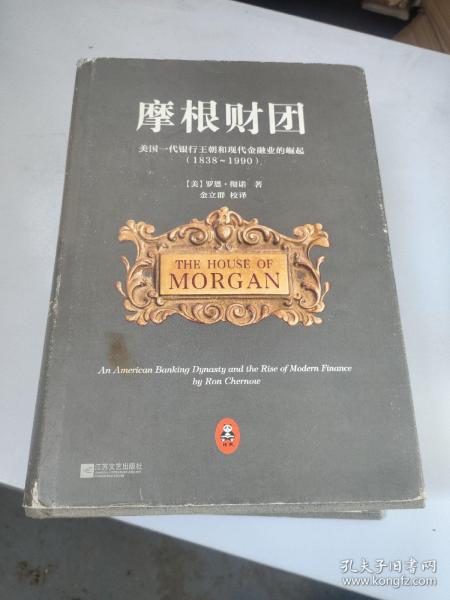 摩根财团
美国一代银行王朝和现代金融业的崛起
(1838~1990)
【美】罗恩·彻诺 著
金立群 校译
THE HOUSE OF
MORGAN
An American Banking Dynasty and the Rise of Modern Finance
by Ron Chernow
读客
江苏文艺出版社
孔夫子旧书网
www.kongfz.com